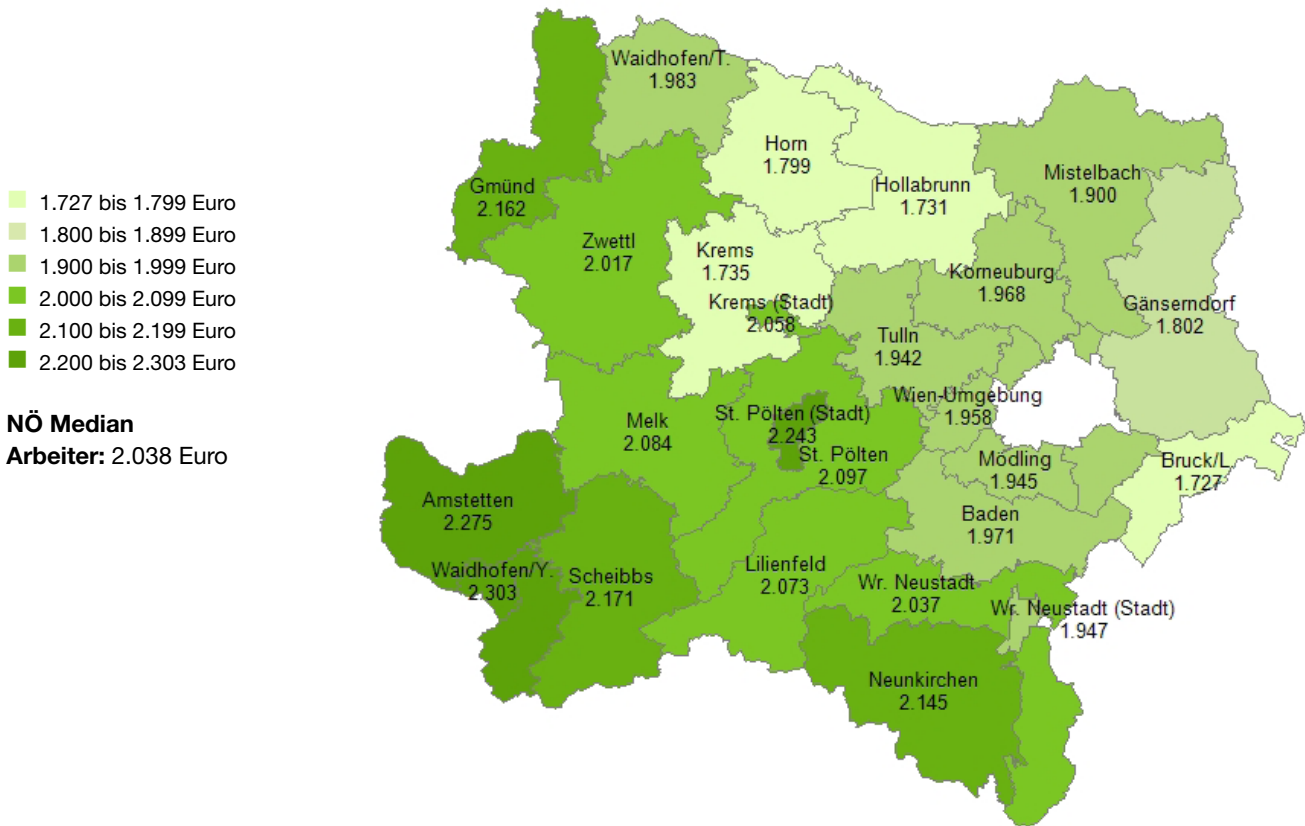 1.727 bis 1.799 Euro
1.800 bis 1.899 Euro
1.900 bis 1.999 Euro
2.000 bis 2.099 Euro
2.100 bis 2.199 Euro
2.200 bis 2.303 Euro
NÖ Median
Arbeiter: 2.038 Euro
Waidhofen/T.
1.983
Horn
1.799
Hollabrunn
1.731
Mistelbach
1.900
Gmünd
2.162
Zwettl
2.017
Krems
1.735
Krems (Stadt)
2.058
Korneuburg
1.968
Gänserndorf
1.802
Tulln
1.942
Wien-Umgebung
1.958
Melk
2.084
St. Pölten (Stadt)
2.243
St. Pölten
2.097
Mödling
1.945
Bruck/L.
1.727
Amstetten
2.275
Baden
1.971
Waidhofen/Y.
2.303
Scheibbs
2.171
Lilienfeld
2.073
Wr. Neustadt
2.037
Wr. Neustadt (Stadt)
1.947
Neunkirchen
2.145